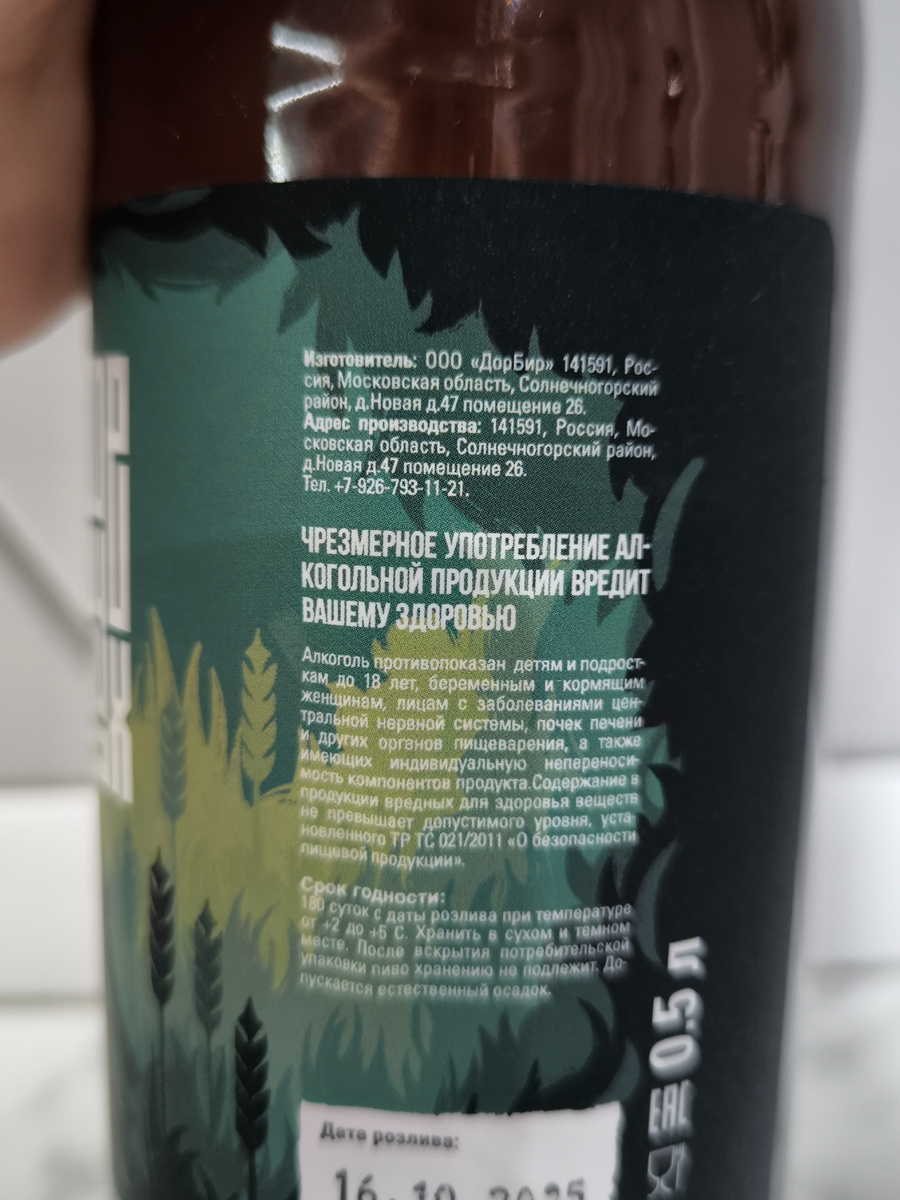 Изготовитель: ООО «ДорБир» 141591, Рос-
сия, Московская область, Солнечногорский
район, д.Новая д.47 помещение 26.
Адрес производства: 141591, Россия, Мо-
сковская область, Солнечногорский район,
д.Новая д.47 помещение 26.
Тел. +7-926-793-11-21.
ЧРЕЗМЕРНОЕ УПОТРЕБЛЕНИЕ АЛ-
КОГОЛЬНОЙ ПРОДУКЦИИ ВРЕДИТ
ВАШЕМУ ЗДОРОВЬЮ
Алкоголь противопоказан детям и подрост-
кам до 18 лет, беременным и кормящим
женщинам, лицам с заболеваниями цен-
тральной нервной системы, почек печени
и других органов пищеварения, а также
имеющих индивидуальную непереноси-
мость компонентов продукта.Содержание в
продукции вредных для здоровья веществ
не превышает допустимого уровня, уста-
новленного ТР ТС 021/2011 «О безопасности
пищевой продукции».
Срок годности:
180 суток с даты розлива при температуре
от +2 до +5 С. Хранить в сухом и темном
месте. После вскрытия потребительской
упаковки пиво хранению не подлежит. До-
пускается естественный осадок.
Дата розлива:
16.10 2025
0.5 л
EAC